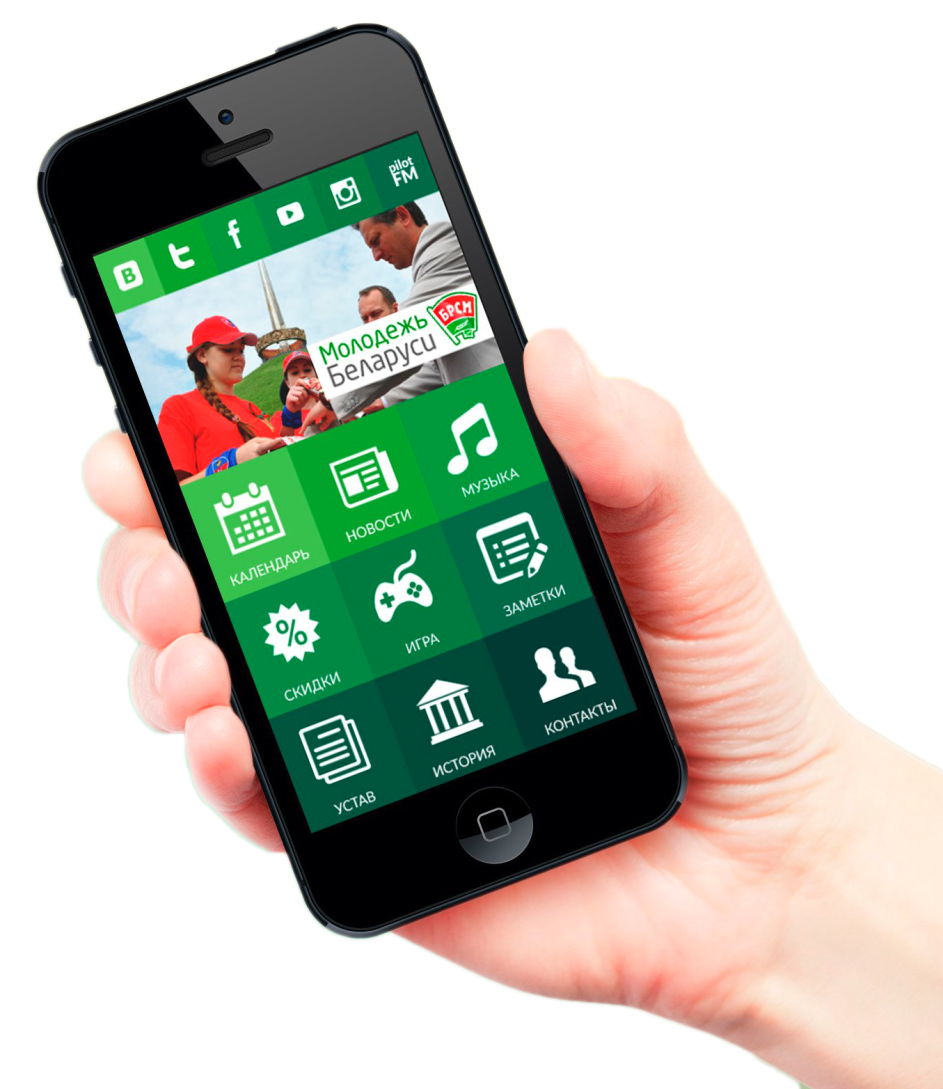 B
pilot
FM
Молодежь
Беларуси
БРСМ
КАЛЕНДАРЬ
НОВОСТИ
МУЗЫКА
СКИДКИ
ИГРА
ЗАМЕТКИ
УСТАВ
ИСТОРИЯ
КОНТАКТЫ